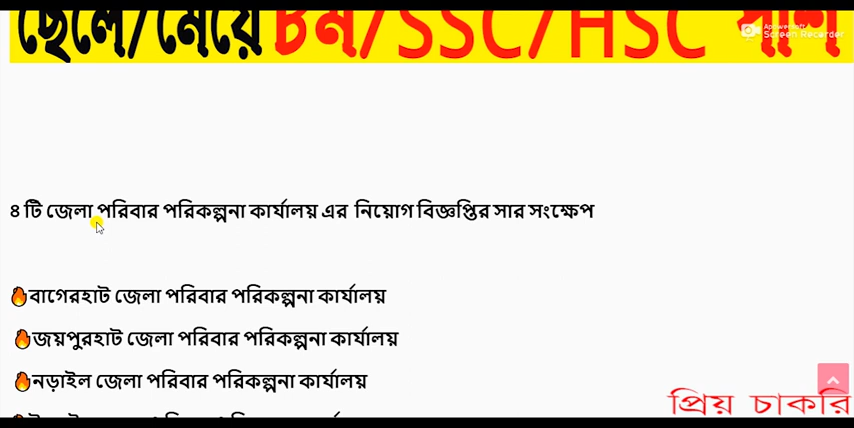 ছেলে/মেয়ে ৮ম/SSC/HSC পাশ
Apowersoft
Screen Recorder
৪ টি জেলা পরিবার পরিকল্পনা কার্যালয় এর নিয়োগ বিজ্ঞপ্তির সার সংক্ষেপ
🔥বাগেরহাট জেলা পরিবার পরিকল্পনা কার্যালয়
🔥জয়পুরহাট জেলা পরিবার পরিকল্পনা কার্যালয়
🔥নড়াইল জেলা পরিবার পরিকল্পনা কার্যালয়
প্রিয় চাকরি